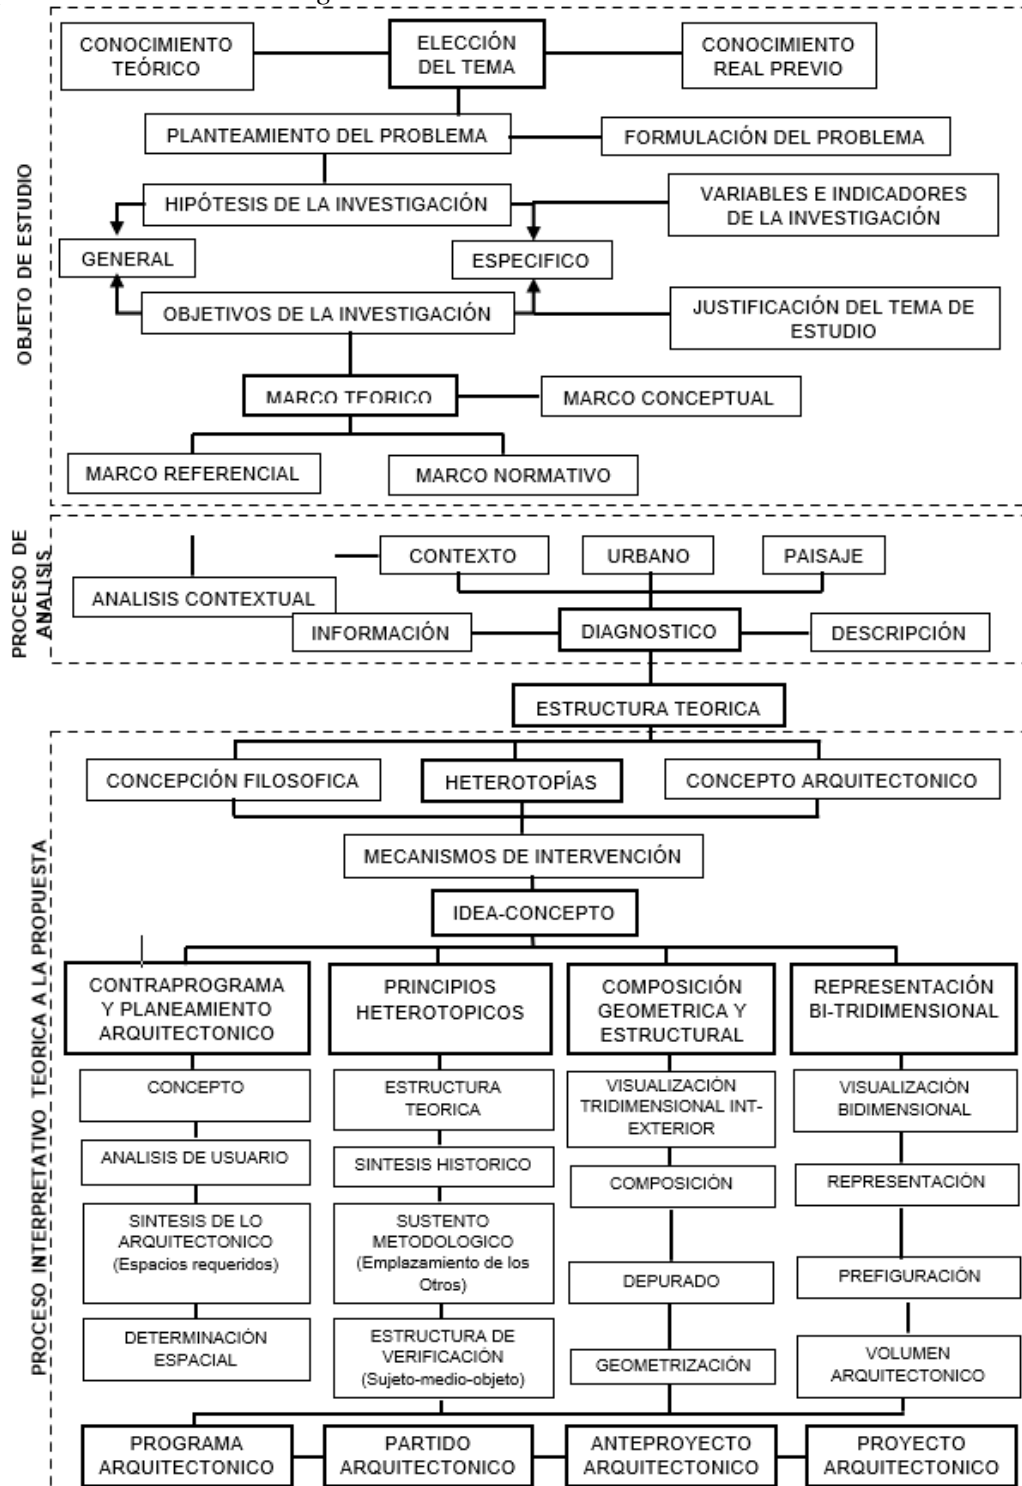 CONOCIMIENTO
TEÓRICO
ELECCIÓN
DEL TEMA
CONOCIMIENTO
REAL PREVIO
PLANTEAMIENTO DEL PROBLEMA
FORMULACIÓN DEL PROBLEMA
HIPÓTESIS DE LA INVESTIGACIÓN
VARIABLES E INDICADORES
DE LA INVESTIGACIÓN
GENERAL
ESPECIFICO
OBJETIVOS DE LA INVESTIGACIÓN
JUSTIFICACIÓN DEL TEMA DE
ESTUDIO
MARCO TEORICO
MARCO CONCEPTUAL
MARCO REFERENCIAL
MARCO NORMATIVO
OBJETO DE ESTUDIO
PROCESO DE
ANALISIS
CONTEXTO
URBANO
PAISAJE
ANALISIS CONTEXTUAL
INFORMACIÓN
DIAGNOSTICO
DESCRIPCIÓN
ESTRUCTURA TEORICA
PROCESO INTERPRETATIVO TEORICA A LA PROPUESTA
CONCEPCIÓN FILOSOFICA
HETEROTOPÍAS
CONCEPTO ARQUITECTONICO
MECANISMOS DE INTERVENCIÓN
IDEA-CONCEPTO
CONTRAPROGRAMA
Y PLANEAMIENTO
ARQUITECTONICO
PRINCIPIOS
HETEROTOPICOS
COMPOSICIÓN
GEOMETRICA Y
ESTRUCTURAL
REPRESENTACIÓN
BI-TRIDIMENSIONAL
CONCEPTO
ESTRUCTURA
TEORICA
VISUALIZACIÓN
TRIDIMENSIONAL INT-
EXTERIOR
VISUALIZACIÓN
BIDIMENSIONAL
ANALISIS DE USUARIO
SINTESIS HISTORICO
COMPOSICIÓN
REPRESENTACIÓN
SINTESIS DE LO
ARQUITECTONICO
(Espacios requeridos)
SUSTENTO
METODOLOGICO
(Emplazamiento de los
Otros)
DEPURADO
PREFIGURACIÓN
DETERMINACIÓN
ESPACIAL
ESTRUCTURA DE
VERIFICACIÓN
(Sujeto-medio-objeto)
GEOMETRIZACIÓN
VOLUMEN
ARQUITECTONICO
PROGRAMA
ARQUITECTONICO
PARTIDO
ARQUITECTONICO
ANTEPROYECTO
ARQUITECTONICO
PROYECTO
ARQUITECTONICO